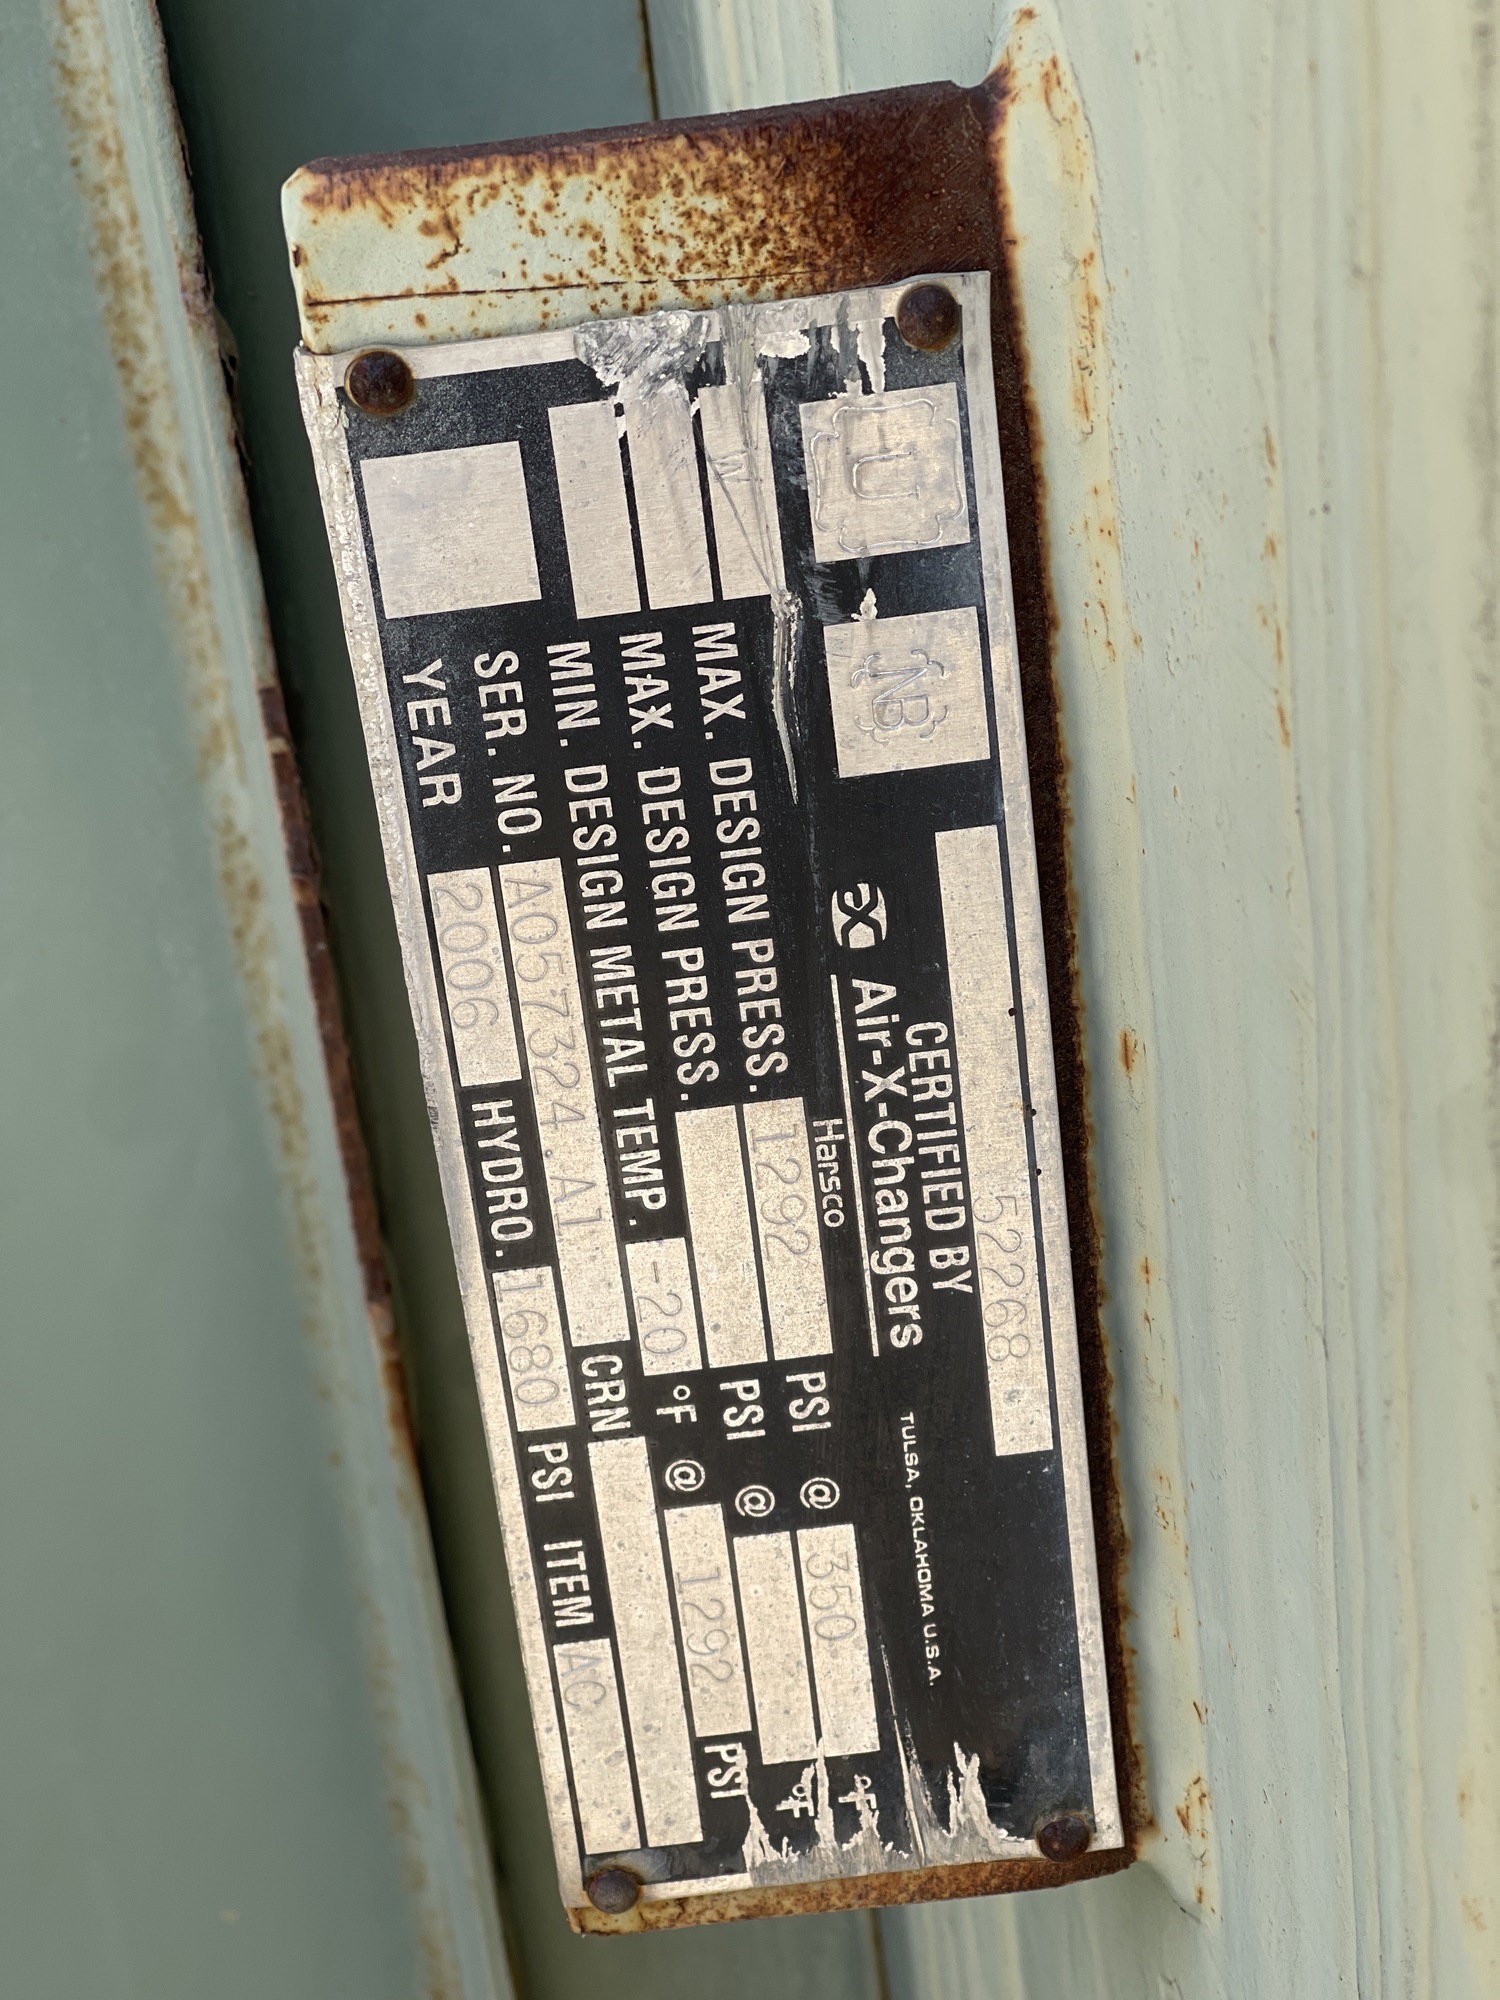 52268
U
NB
CERTIFIED BY
Air-X-Changers
TULSA, OKLAHOMA U.S.A.
Harsco
W
MAX. DESIGN PRESS. 1292 PSI @ 350 °F
MAX. DESIGN PRESS. PSI @ °F
MIN. DESIGN METAL TEMP. -20 °F @ 1292 PSI
SER. NO. A057324.A1 CRN
YEAR 2006 HYDRO. 1680 PSI ITEM AC